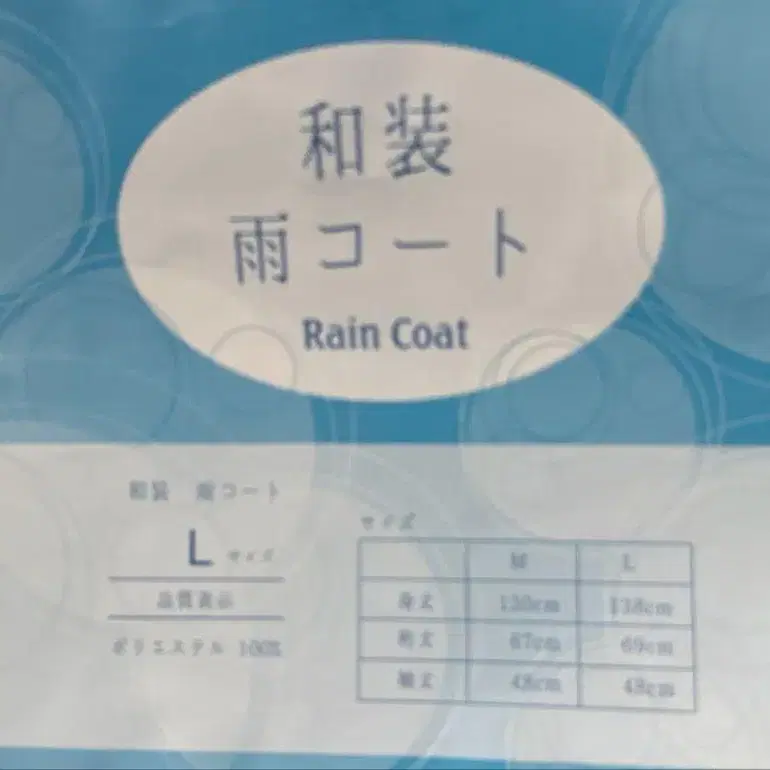 和装
雨コート
Rain Coat
和装 雨コート
L サイズ
品質表示
ポリエステル 100%
サイズ
M L
身丈 130cm 138cm
裄丈 67cm 69cm
袖丈 48cm 48cm